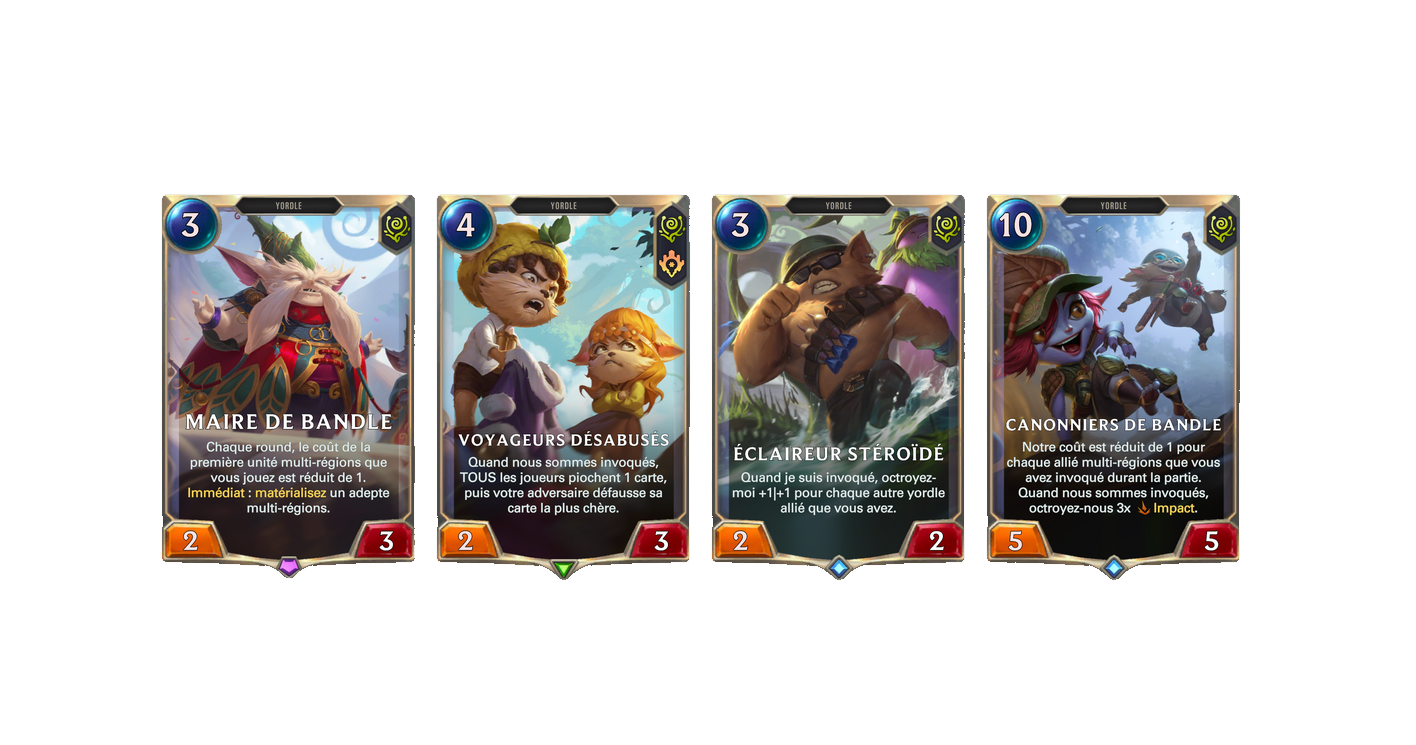 YORDLE
3
MAIRE DE BANDLE
Chaque round, le coût de la
première unité multi-régions que
vous jouez est réduit de 1.
Immédiat : matérialisez un adepte
multi-régions.
2
3
YORDLE
4
VOYAGEURS DÉSABUSÉS
Quand nous sommes invoqués,
TOUS les joueurs piochent 1 carte,
puis votre adversaire défausse sa
carte la plus chère.
2
3
YORDLE
3
ÉCLAIREUR STÉROÏDÉ
Quand je suis invoqué, octroyez-
moi +1|+1 pour chaque autre yordle
allié que vous avez.
2
2
YORDLE
10
CANONNIERS DE BANDLE
Notre coût est réduit de 1 pour
chaque allié multi-régions que vous
avez invoqué durant la partie.
Quand nous sommes invoqués,
octroyez-nous 3x Impact.
5
5